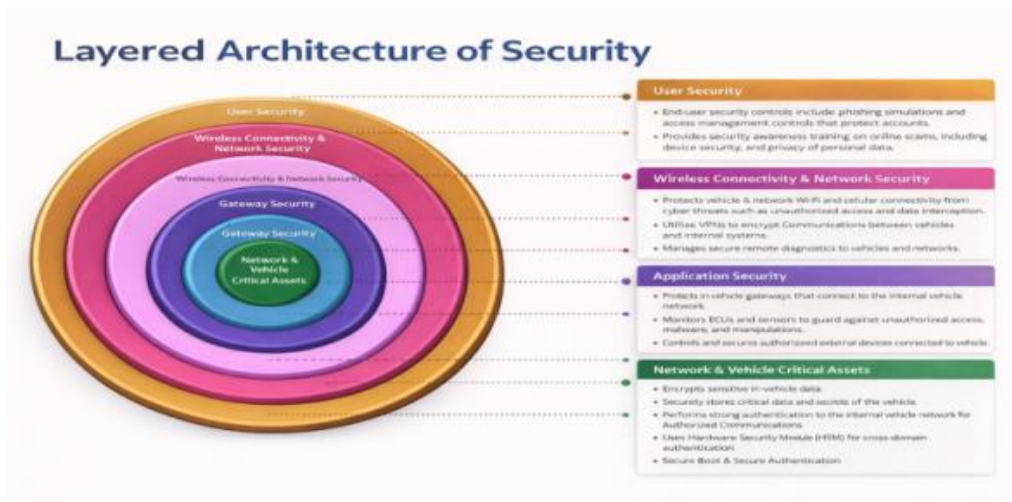 Layered Architecture of Security
User Security
Wireless Connectivity &
Network Security
Wireless Connectivity & Network Security
Gateway Security
Gateway Security
Network &
Vehicle
Critical Assets
User Security
• End-user security controls include phishing simulations and
access management controls that protect accounts.
• Provides security awareness training on online scams, including
device security, and privacy of personal data.
Wireless Connectivity & Network Security
• Protects vehicle & network Wi-Fi and cellular connectivity from
cyber threats such as unauthorized access and data interception.
• Utilize VPNs to encrypt Communications between vehicles
and internal systems.
• Manages secure remote diagnostics to vehicles and networks.
Application Security
• Protects in-vehicle gateways that connect to the internal vehicle
network.
• Monitors ECUs and sensors to guard against unauthorized access,
malware, and manipulations.
• Controls and secures authorized external devices connected to vehicle.
Network & Vehicle Critical Assets
• Encrypts sensitive in-vehicle data.
• Securely stores critical data and secrets of the vehicle.
• Performs strong authentication to the internal vehicle network for
Authorized Communications
• Uses Hardware Security Module (HSM) for cross-domain
authentication
• Secure Boot & Secure Authentication